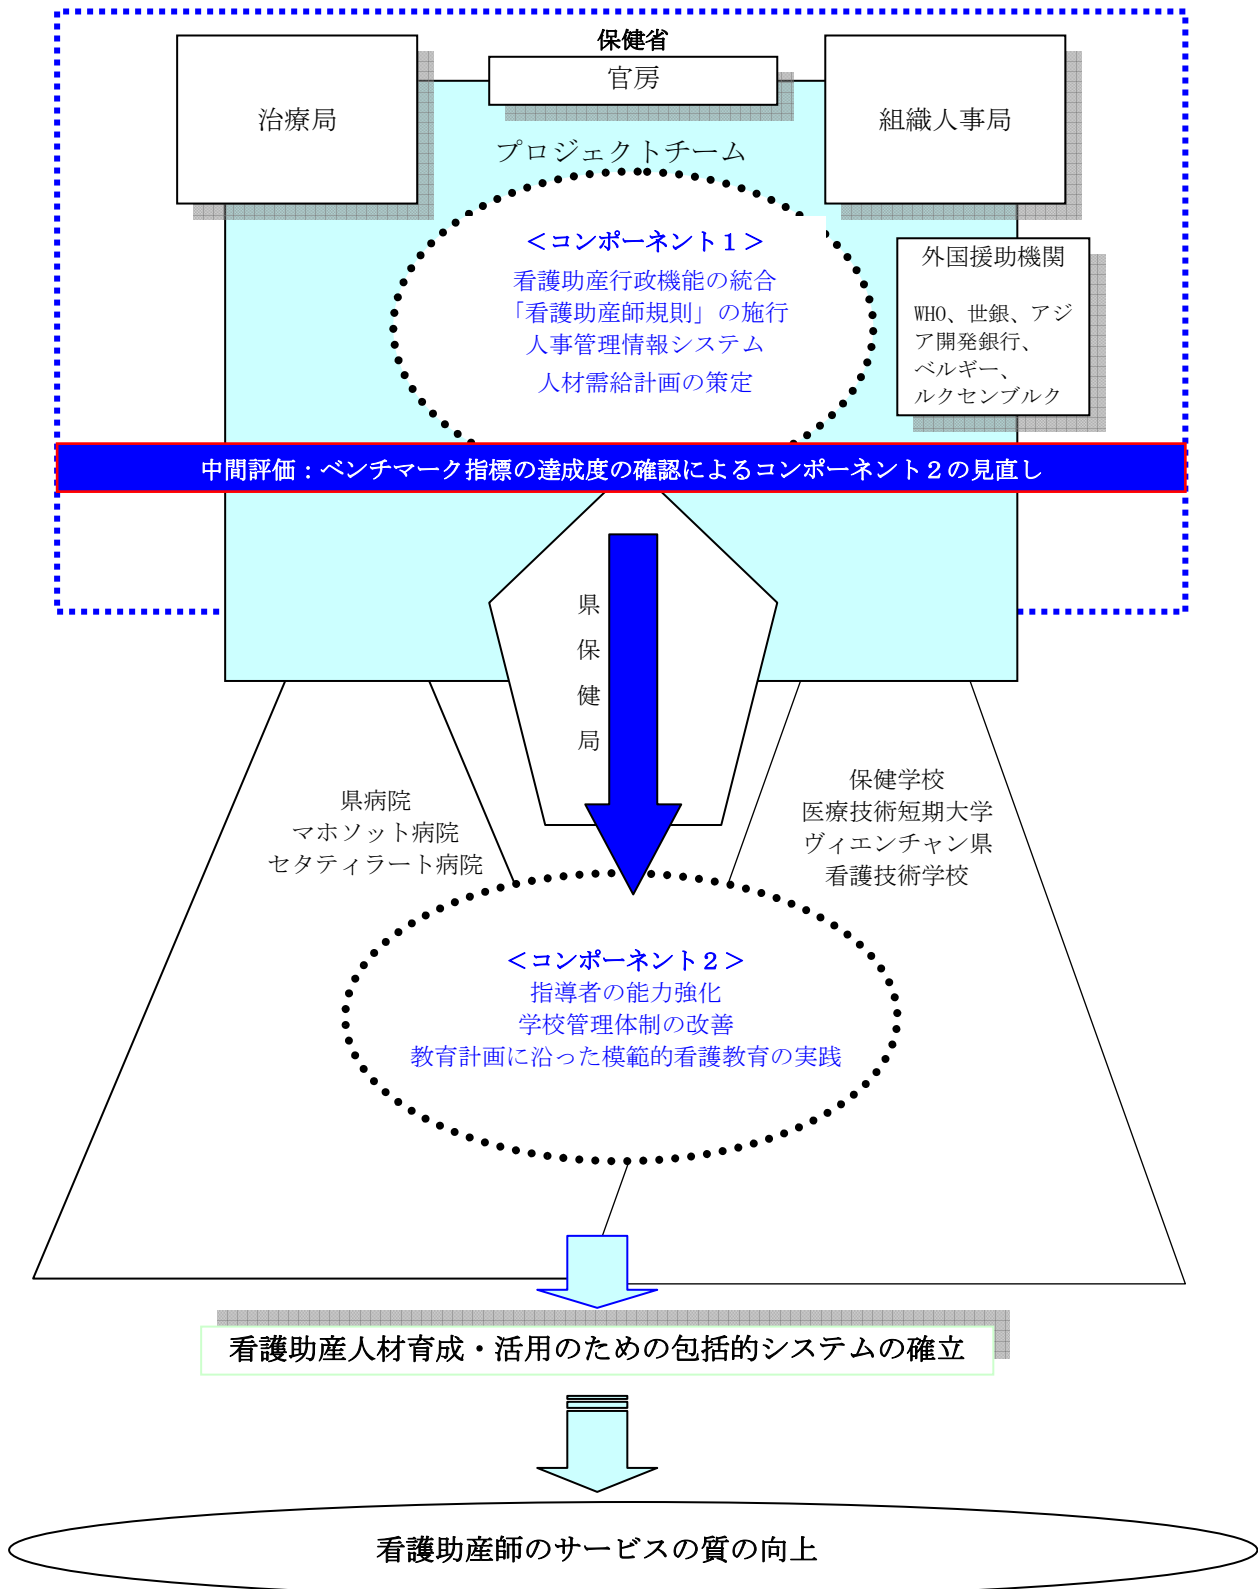 保健省
官房
治療局
組織人事局
プロジェクトチーム
＜コンポーネント１＞
看護助産行政機能の統合
「看護助産師規則」の施行
人事管理情報システム
人材需給計画の策定
外国援助機関
WHO、世銀、アジ
ア開発銀行、
ベルギー、
ルクセンブルク
中間評価：ベンチマーク指標の達成度の確認によるコンポーネント２の見直し
県
保
健
局
県病院
マホソット病院
セタティラート病院
保健学校
医療技術短期大学
ヴィエンチャン県
看護技術学校
＜コンポーネント２＞
指導者の能力強化
学校管理体制の改善
教育計画に沿った模範的看護教育の実践
看護助産人材育成・活用のための包括的システムの確立
看護助産師のサービスの質の向上